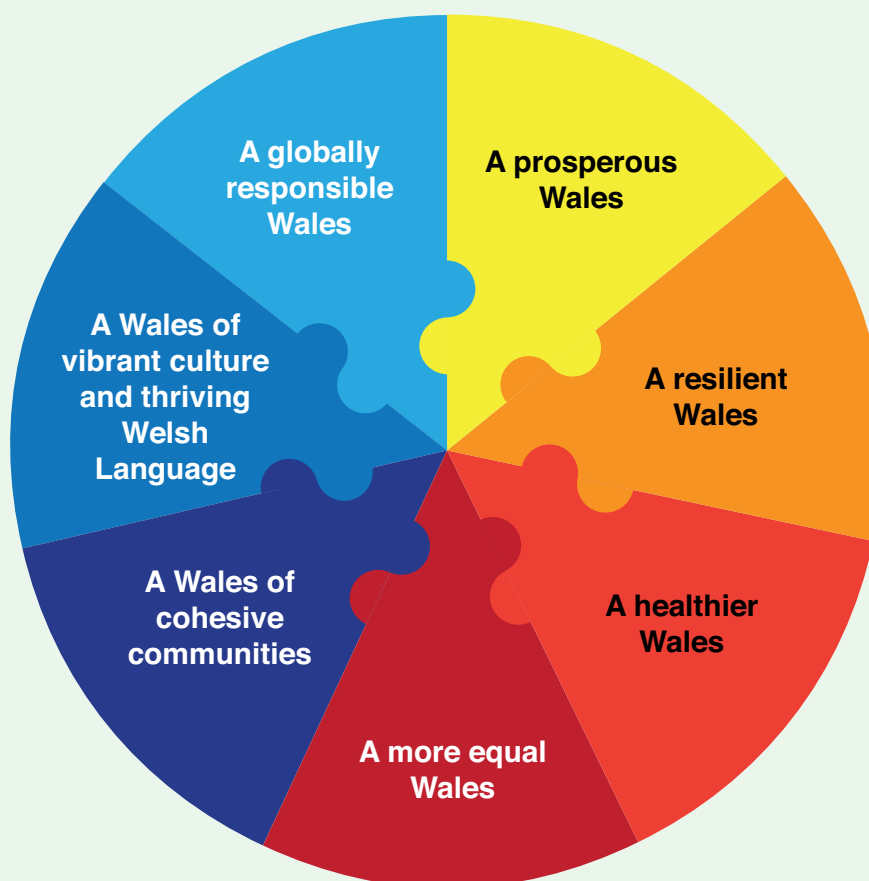 A prosperous
Wales
A resilient
Wales
A healthier
Wales
A more equal
Wales
A Wales of
cohesive
communities
A Wales of
vibrant culture
and thriving
Welsh
Language
A globally
responsible
Wales